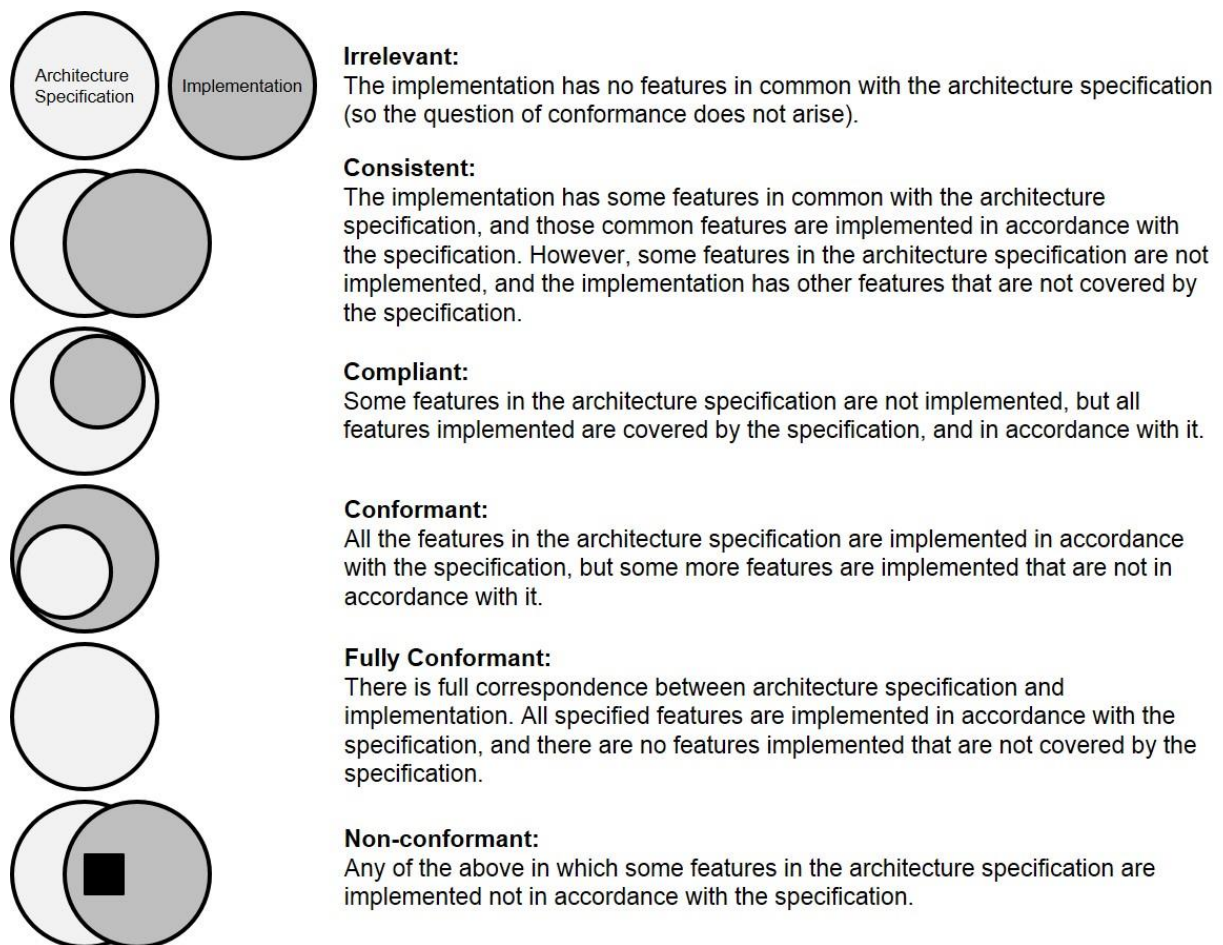 Architecture
Specification
Implementation
Irrelevant:
The implementation has no features in common with the architecture specification
(so the question of conformance does not arise).
Consistent:
The implementation has some features in common with the architecture
specification, and those common features are implemented in accordance with
the specification. However, some features in the architecture specification are not
implemented, and the implementation has other features that are not covered by
the specification.
Compliant:
Some features in the architecture specification are not implemented, but all
features implemented are covered by the specification, and in accordance with it.
Conformant:
All the features in the architecture specification are implemented in accordance
with the specification, but some more features are implemented that are not in
accordance with it.
Fully Conformant:
There is full correspondence between architecture specification and
implementation. All specified features are implemented in accordance with the
specification, and there are no features implemented that are not covered by the
specification.
Non-conformant:
Any of the above in which some features in the architecture specification are
implemented not in accordance with the specification.